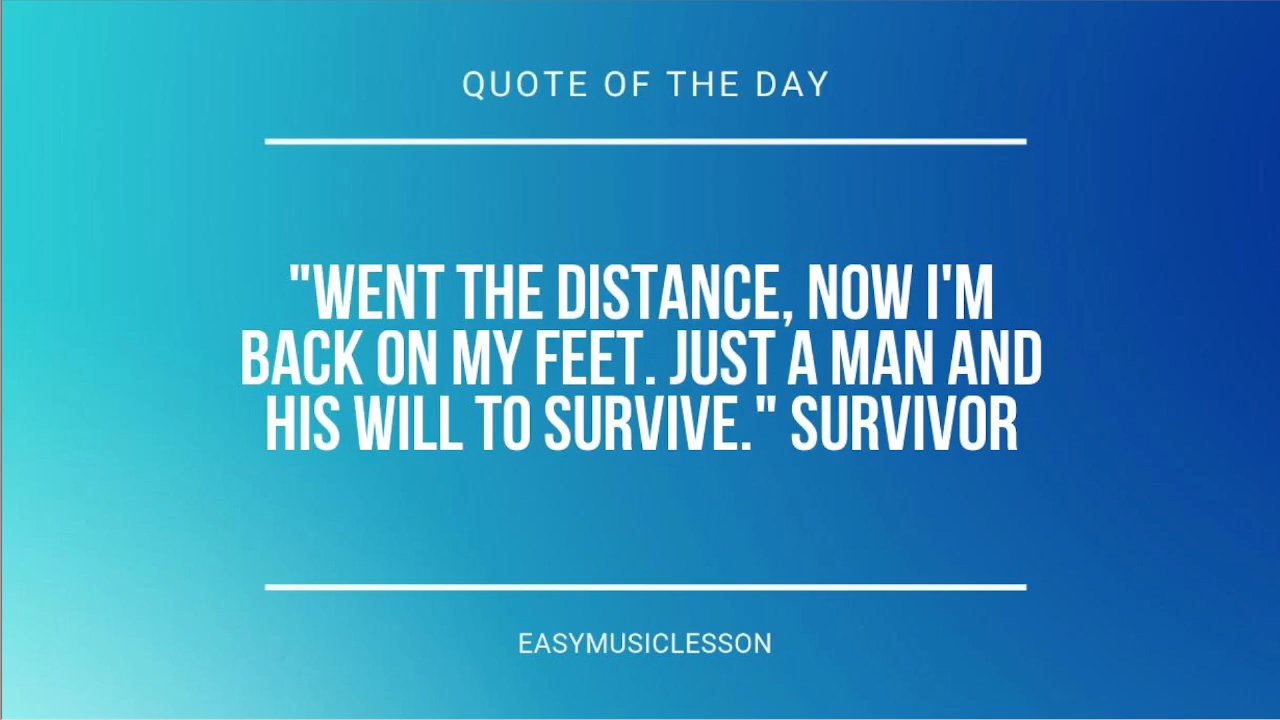 QUOTE OF THE DAY
"WENT THE DISTANCE, NOW I'M
BACK ON MY FEET. JUST A MAN AND
HIS WILL TO SURVIVE." SURVIVOR
EASYMUSICLESSON